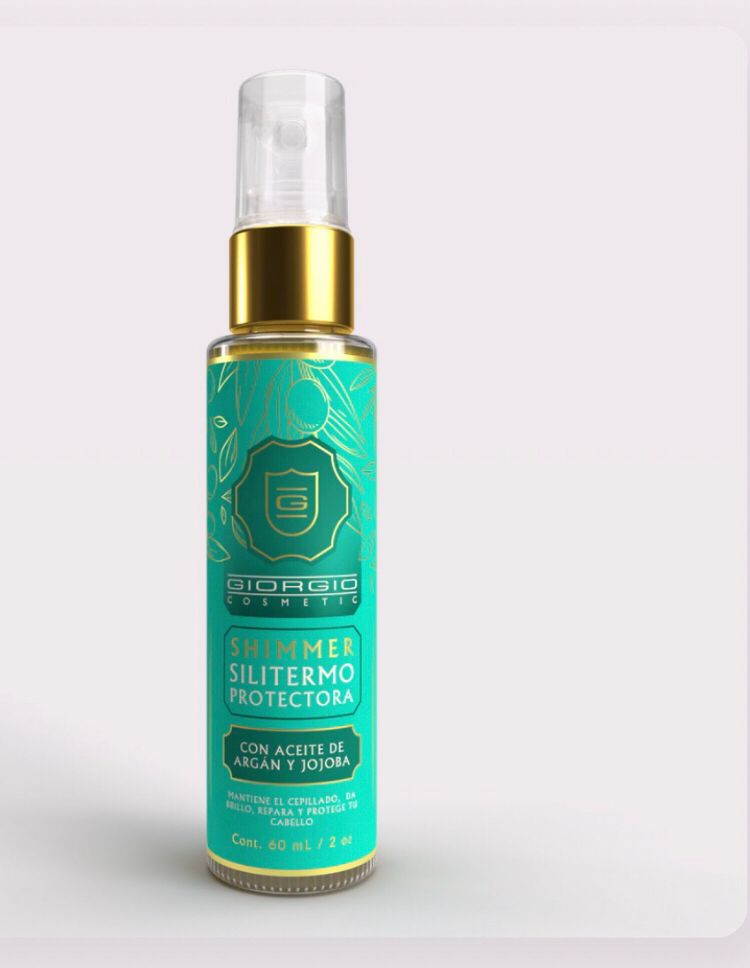 G
GIORGIO
COSMETIC
SHIMMER
SILITERMO
PROTECTORA
CON ACEITE DE
ARGÁN Y JOJOBA
MANTIENE EL CEPILLADO, DA
BRILLO, REPARA Y PROTEGE TU
CABELLO
Cont. 60 mL / 2 oz